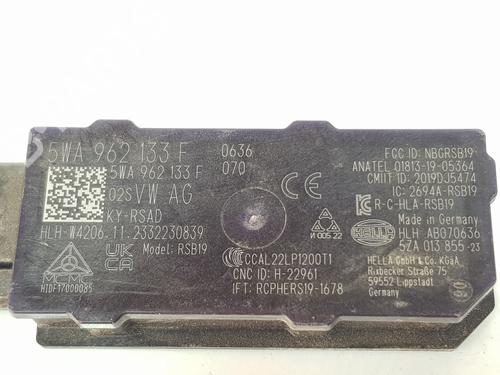 5WA 962 133 F 0636
5WA 962 133 F 070
02S VW AG
KY-RSAD
HLH-W4206.11.2332230839
Model: RSB19
UK CA
MCMC
HIDF17000085
CE
CCAL22LP1200T1
CNC ID: H-22961
IFT: RCPHERS19-1678
FCC ID: NBGRSB19
ANATEL 01813-19-05364
CMIIT ID: 2019DJ5474
IC: 2694A-RSB19
R-C-HLA-RSB19
Made in Germany
HELLA HLH AB070636
5ZA 013 855-23
HELLA GmbH & Co. KGaA
Rixbecker Straße 75
59552 Lippstadt
Germany